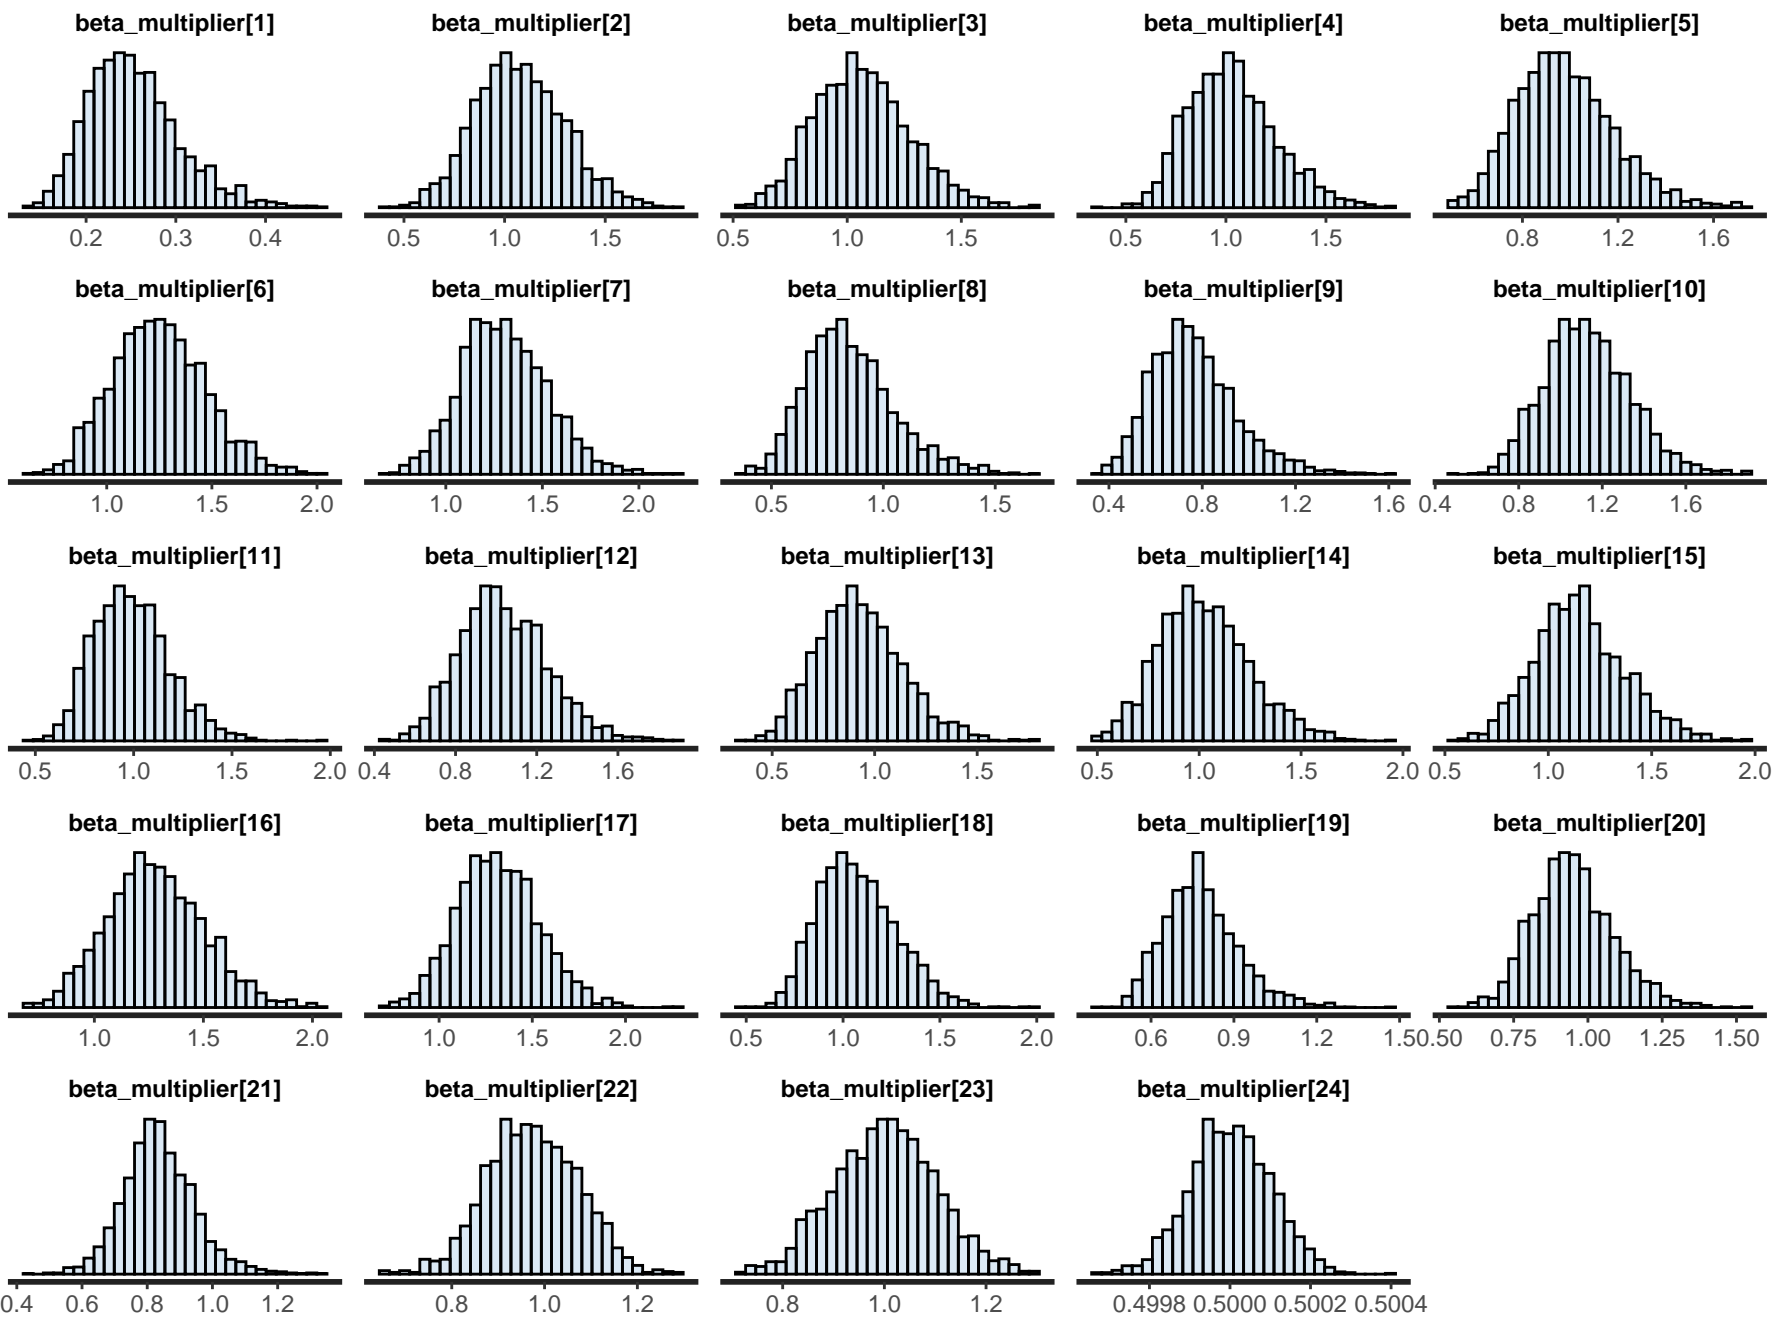 beta_multiplier[1] beta_multiplier[2] beta_multiplier[3] beta_multiplier[4] beta_multiplier[5]
0.2 0.3 0.4 0.5 1.0 1.5 0.5 1.0 1.5 0.5 1.0 1.5 0.8 1.2 1.6
beta_multiplier[6] beta_multiplier[7] beta_multiplier[8] beta_multiplier[9] beta_multiplier[10]
1.0 1.5 2.0 1.0 1.5 2.0 0.5 1.0 1.5 0.4 0.8 1.2 1.6 0.4 0.8 1.2 1.6
beta_multiplier[11] beta_multiplier[12] beta_multiplier[13] beta_multiplier[14] beta_multiplier[15]
0.5 1.0 1.5 2.0 0.4 0.8 1.2 1.6 0.5 1.0 1.5 0.5 1.0 1.5 2.0 0.5 1.0 1.5 2.0
beta_multiplier[16] beta_multiplier[17] beta_multiplier[18] beta_multiplier[19] beta_multiplier[20]
1.0 1.5 2.0 1.0 1.5 2.0 0.5 1.0 1.5 2.0 0.6 0.9 1.2 1.5 0.50 0.75 1.00 1.25 1.50
beta_multiplier[21] beta_multiplier[22] beta_multiplier[23] beta_multiplier[24]
0.4 0.6 0.8 1.0 1.2 0.8 1.0 1.2 0.8 1.0 1.2 0.4998 0.5000 0.5002 0.5004